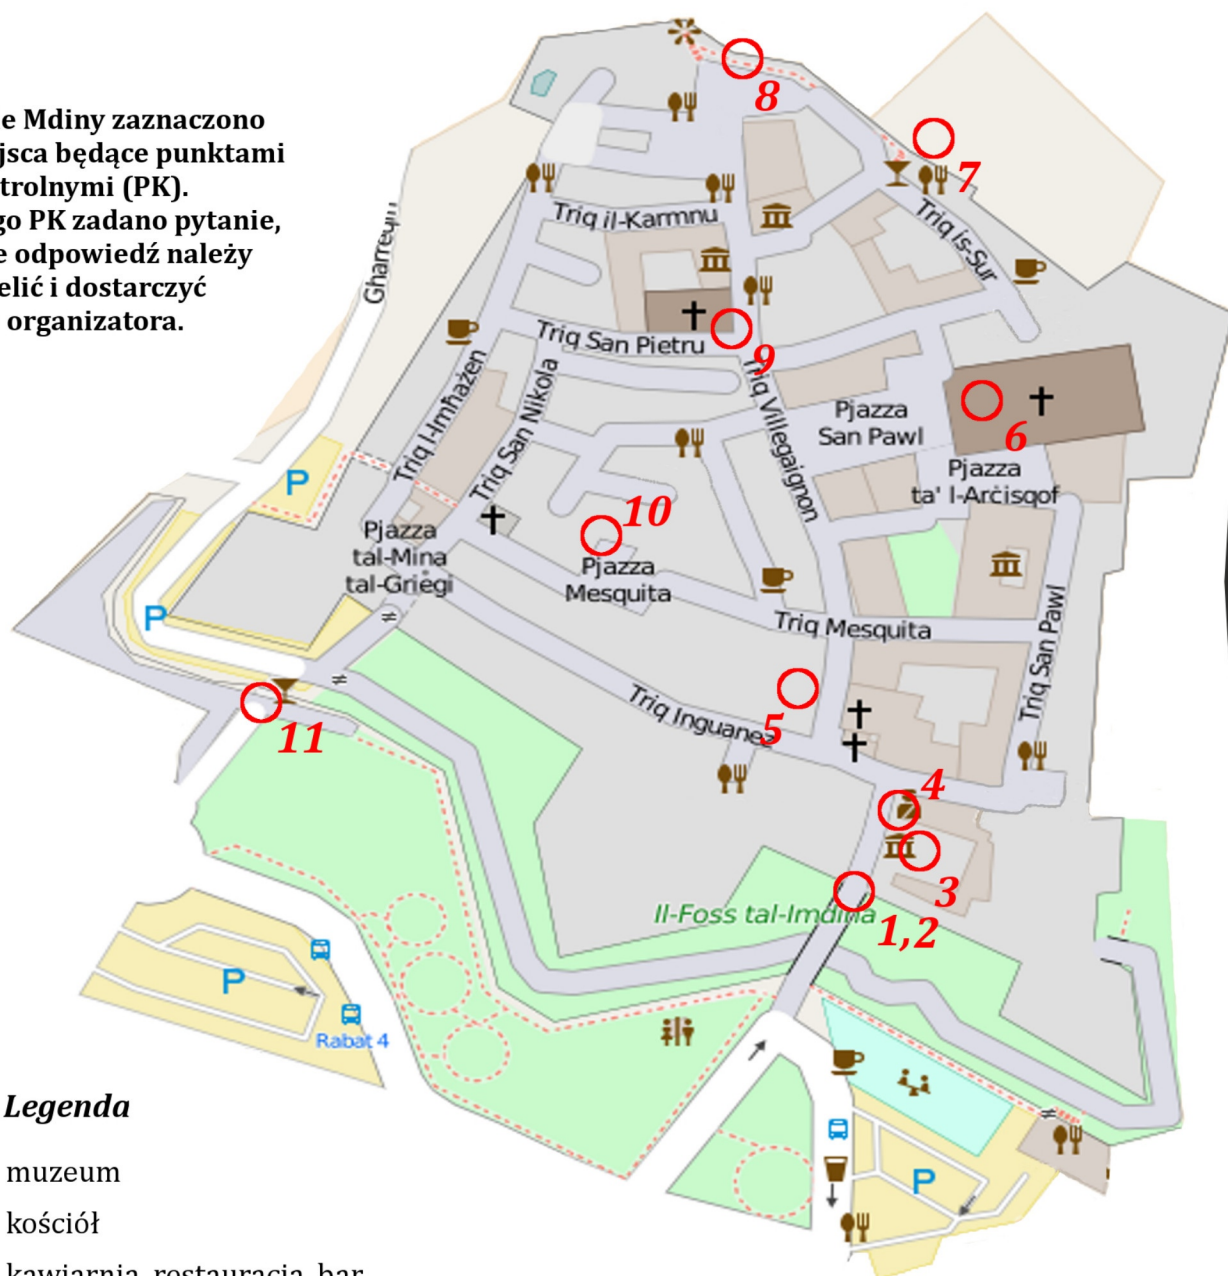 e Mdiny zaznaczono
jsca będące punktami
trolnymi (PK).
go PK zadano pytanie,
e odpowiedź należy
elić i dostarczyć
organizatora.
8
7
Triq il-Karmnu
Triq is-Sur
Għarreqin
Triq San Pietru
9
Triq l-Imħażen
Triq San Nikola
Triq Villegaignon
Pjazza
San Pawl
6
Pjazza
ta' l-Arċisqof
P
10
Pjazza
tal-Mina
tal-Griegi
Pjazza
Mesquita
P
Triq Mesquita
Triq San Pawl
Triq Inguanez
5
11
4
3
Il-Foss tal-Imdina
1,2
P
Rabat 4
P
Legenda
muzeum
kościół
kawiarnia, restauracja, bar